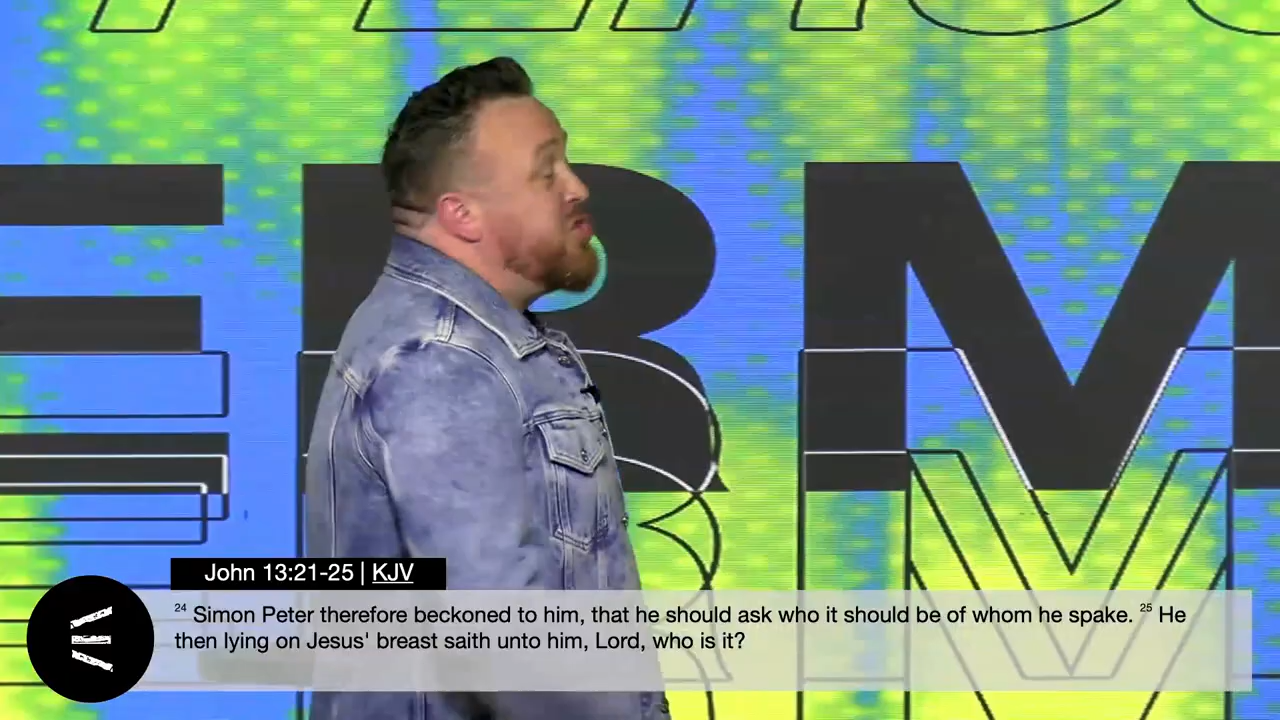 ERM
John 13:21-25 | KJV
24 Simon Peter therefore beckoned to him, that he should ask who it should be of whom he spake. 25 He
then lying on Jesus' breast saith unto him, Lord, who is it?